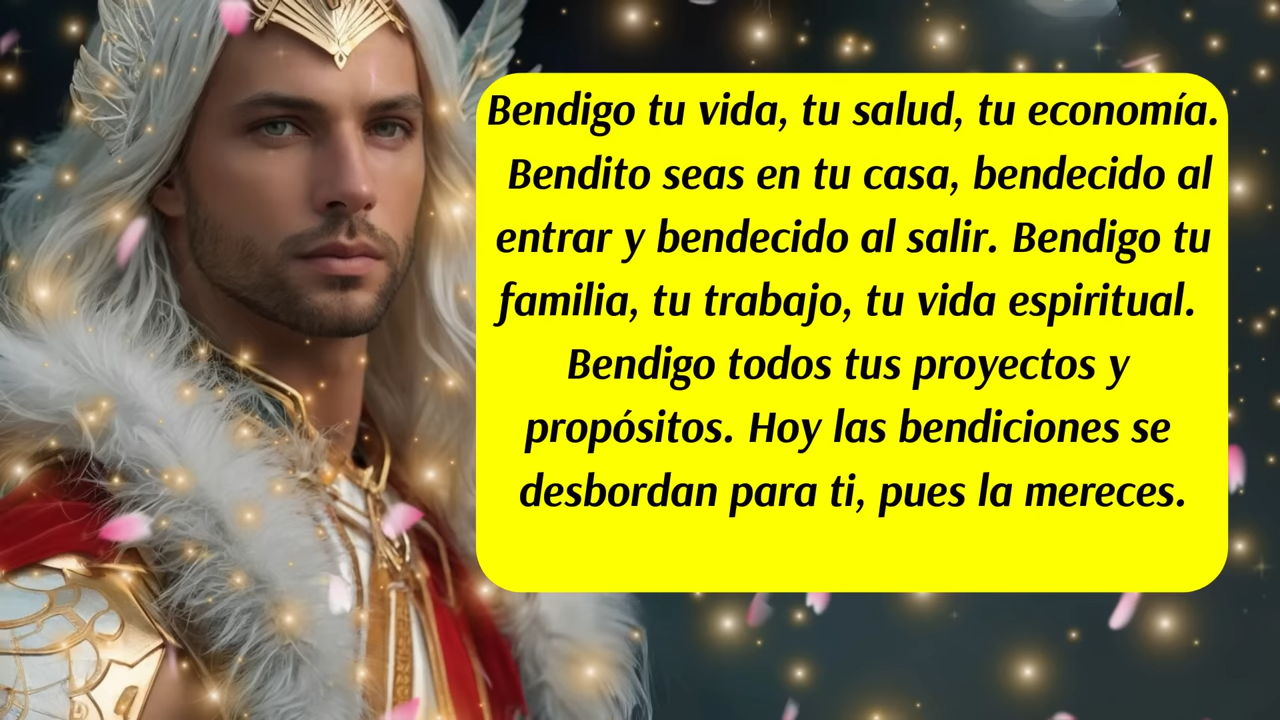 Bendigo tu vida, tu salud, tu economía.
Bendito seas en tu casa, bendecido al
entrar y bendecido al salir. Bendigo tu
familia, tu trabajo, tu vida espiritual.
Bendigo todos tus proyectos y
propósitos. Hoy las bendiciones se
desbordan para ti, pues la mereces.